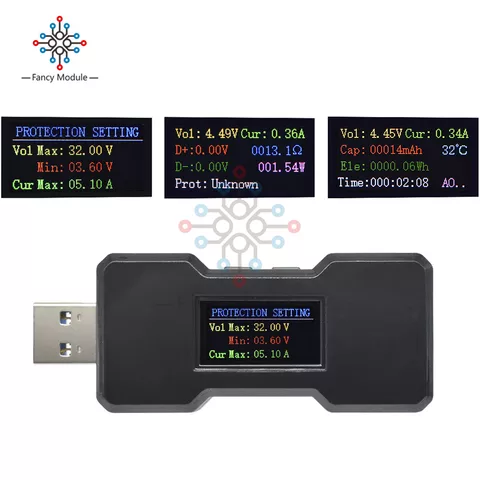 Fancy Module
PROTECTION SETTING
Vol Max: 32.00 V
Min: 03.60 V
Cur Max: 05.10 A
Vol: 4.49V Cur: 0.36A
D+:0.00V 0013.1Ω
D-:0.00V 001.54W
Prot: Unknown
Vol: 4.45V Cur: 0.34A
Cap: 00014mAh 32℃
Ele: 0000.06Wh
Time:000:02:08 A0..
PROTECTION SETTING
Vol Max: 32.00 V
Min: 03.60 V
Cur Max: 05.10 A